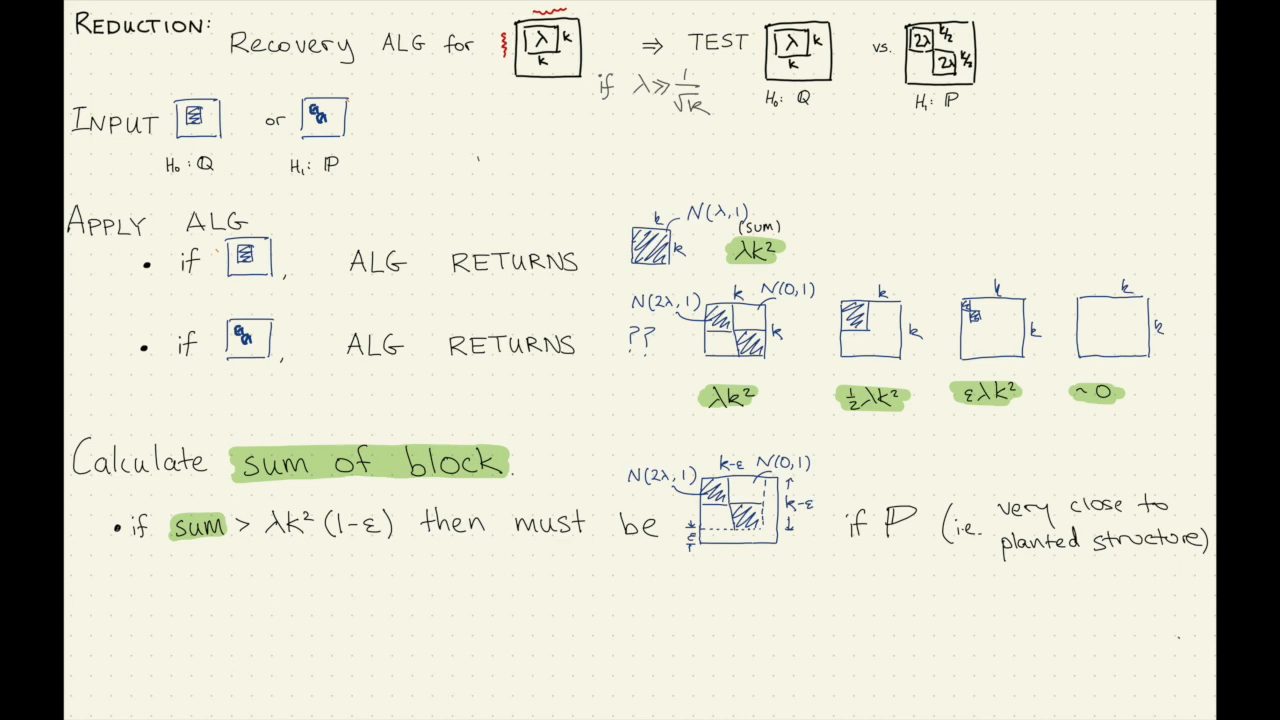 REDUCTION:
Recovery ALG for λ k k ⇒ TEST λ k k vs. 2λ k/2 2λ k/2
if λ ≫ 1/√k
H₀: Q H₁: P
INPUT or
H₀: Q H₁: P
APPLY ALG
• if , ALG RETURNS k k N(λ,1) (SUM) λk²
• if , ALG RETURNS ?? N(2λ,1) k N(0,1) k k k k k k k
λk² ½λk² ελk² ~0
Calculate sum of block.
• if sum > λk² (1-ε) then must be N(2λ,1) k-ε N(0,1) k-ε ε if P (i.e. very close to
planted structure)